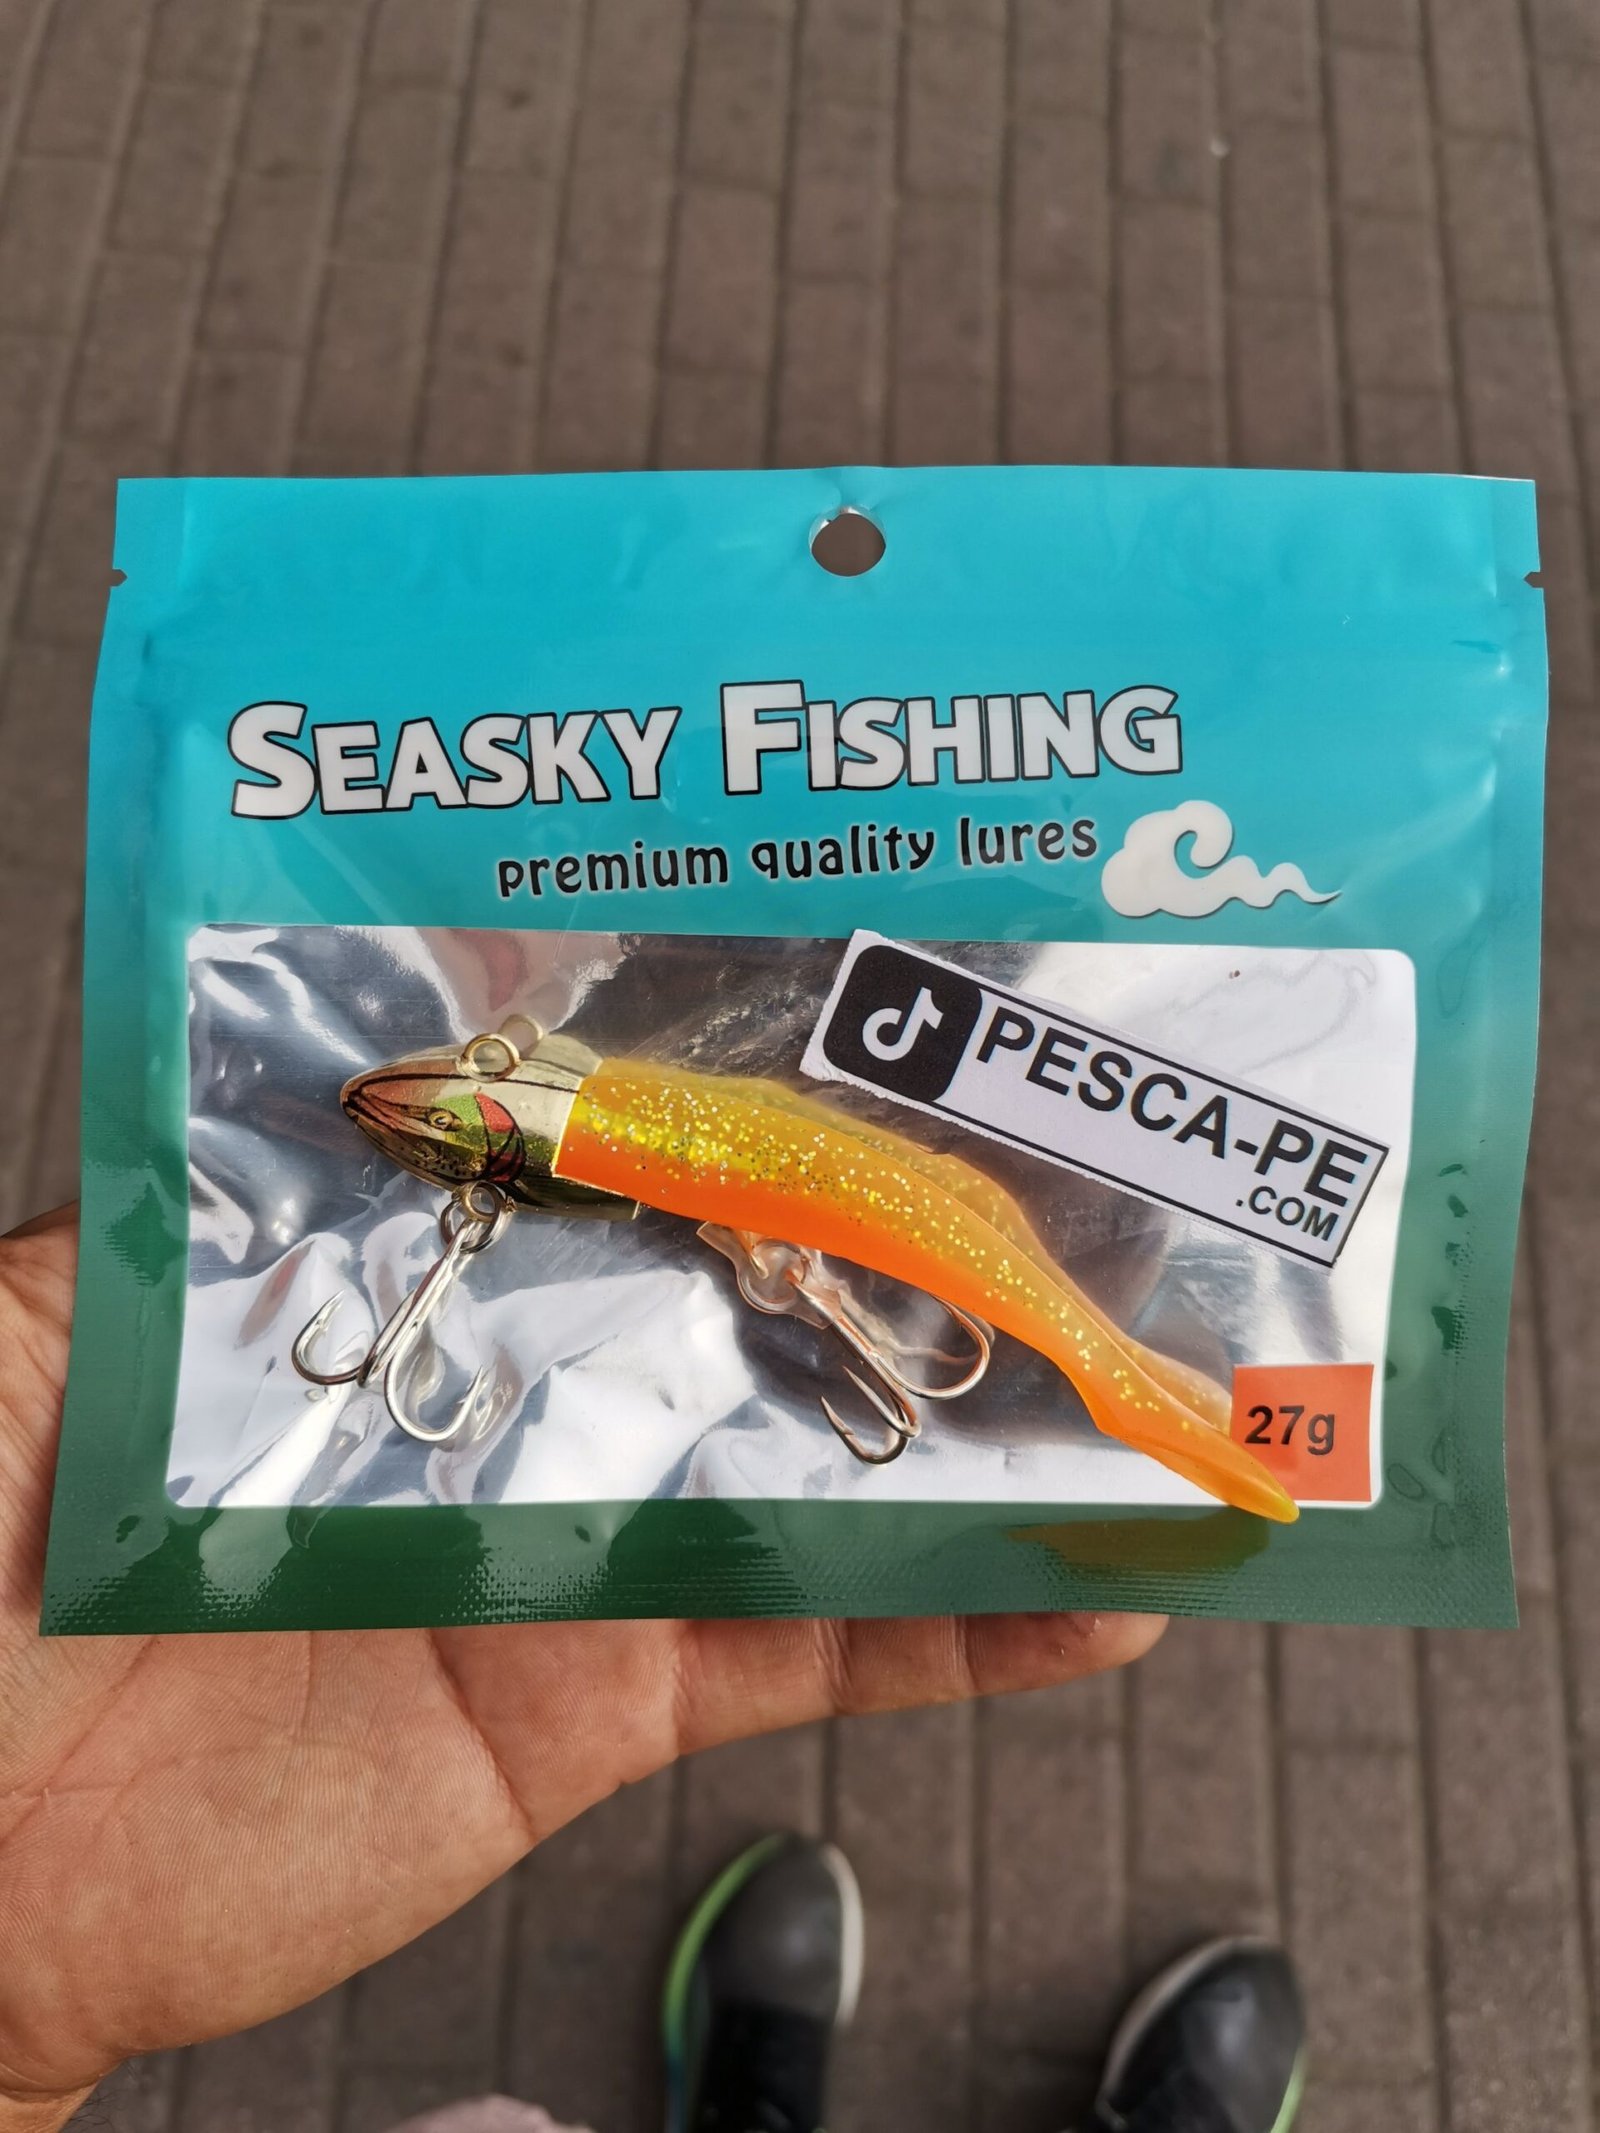 SEASKY FISHING
premium quality lures
PESCA-PE
.COM
27g